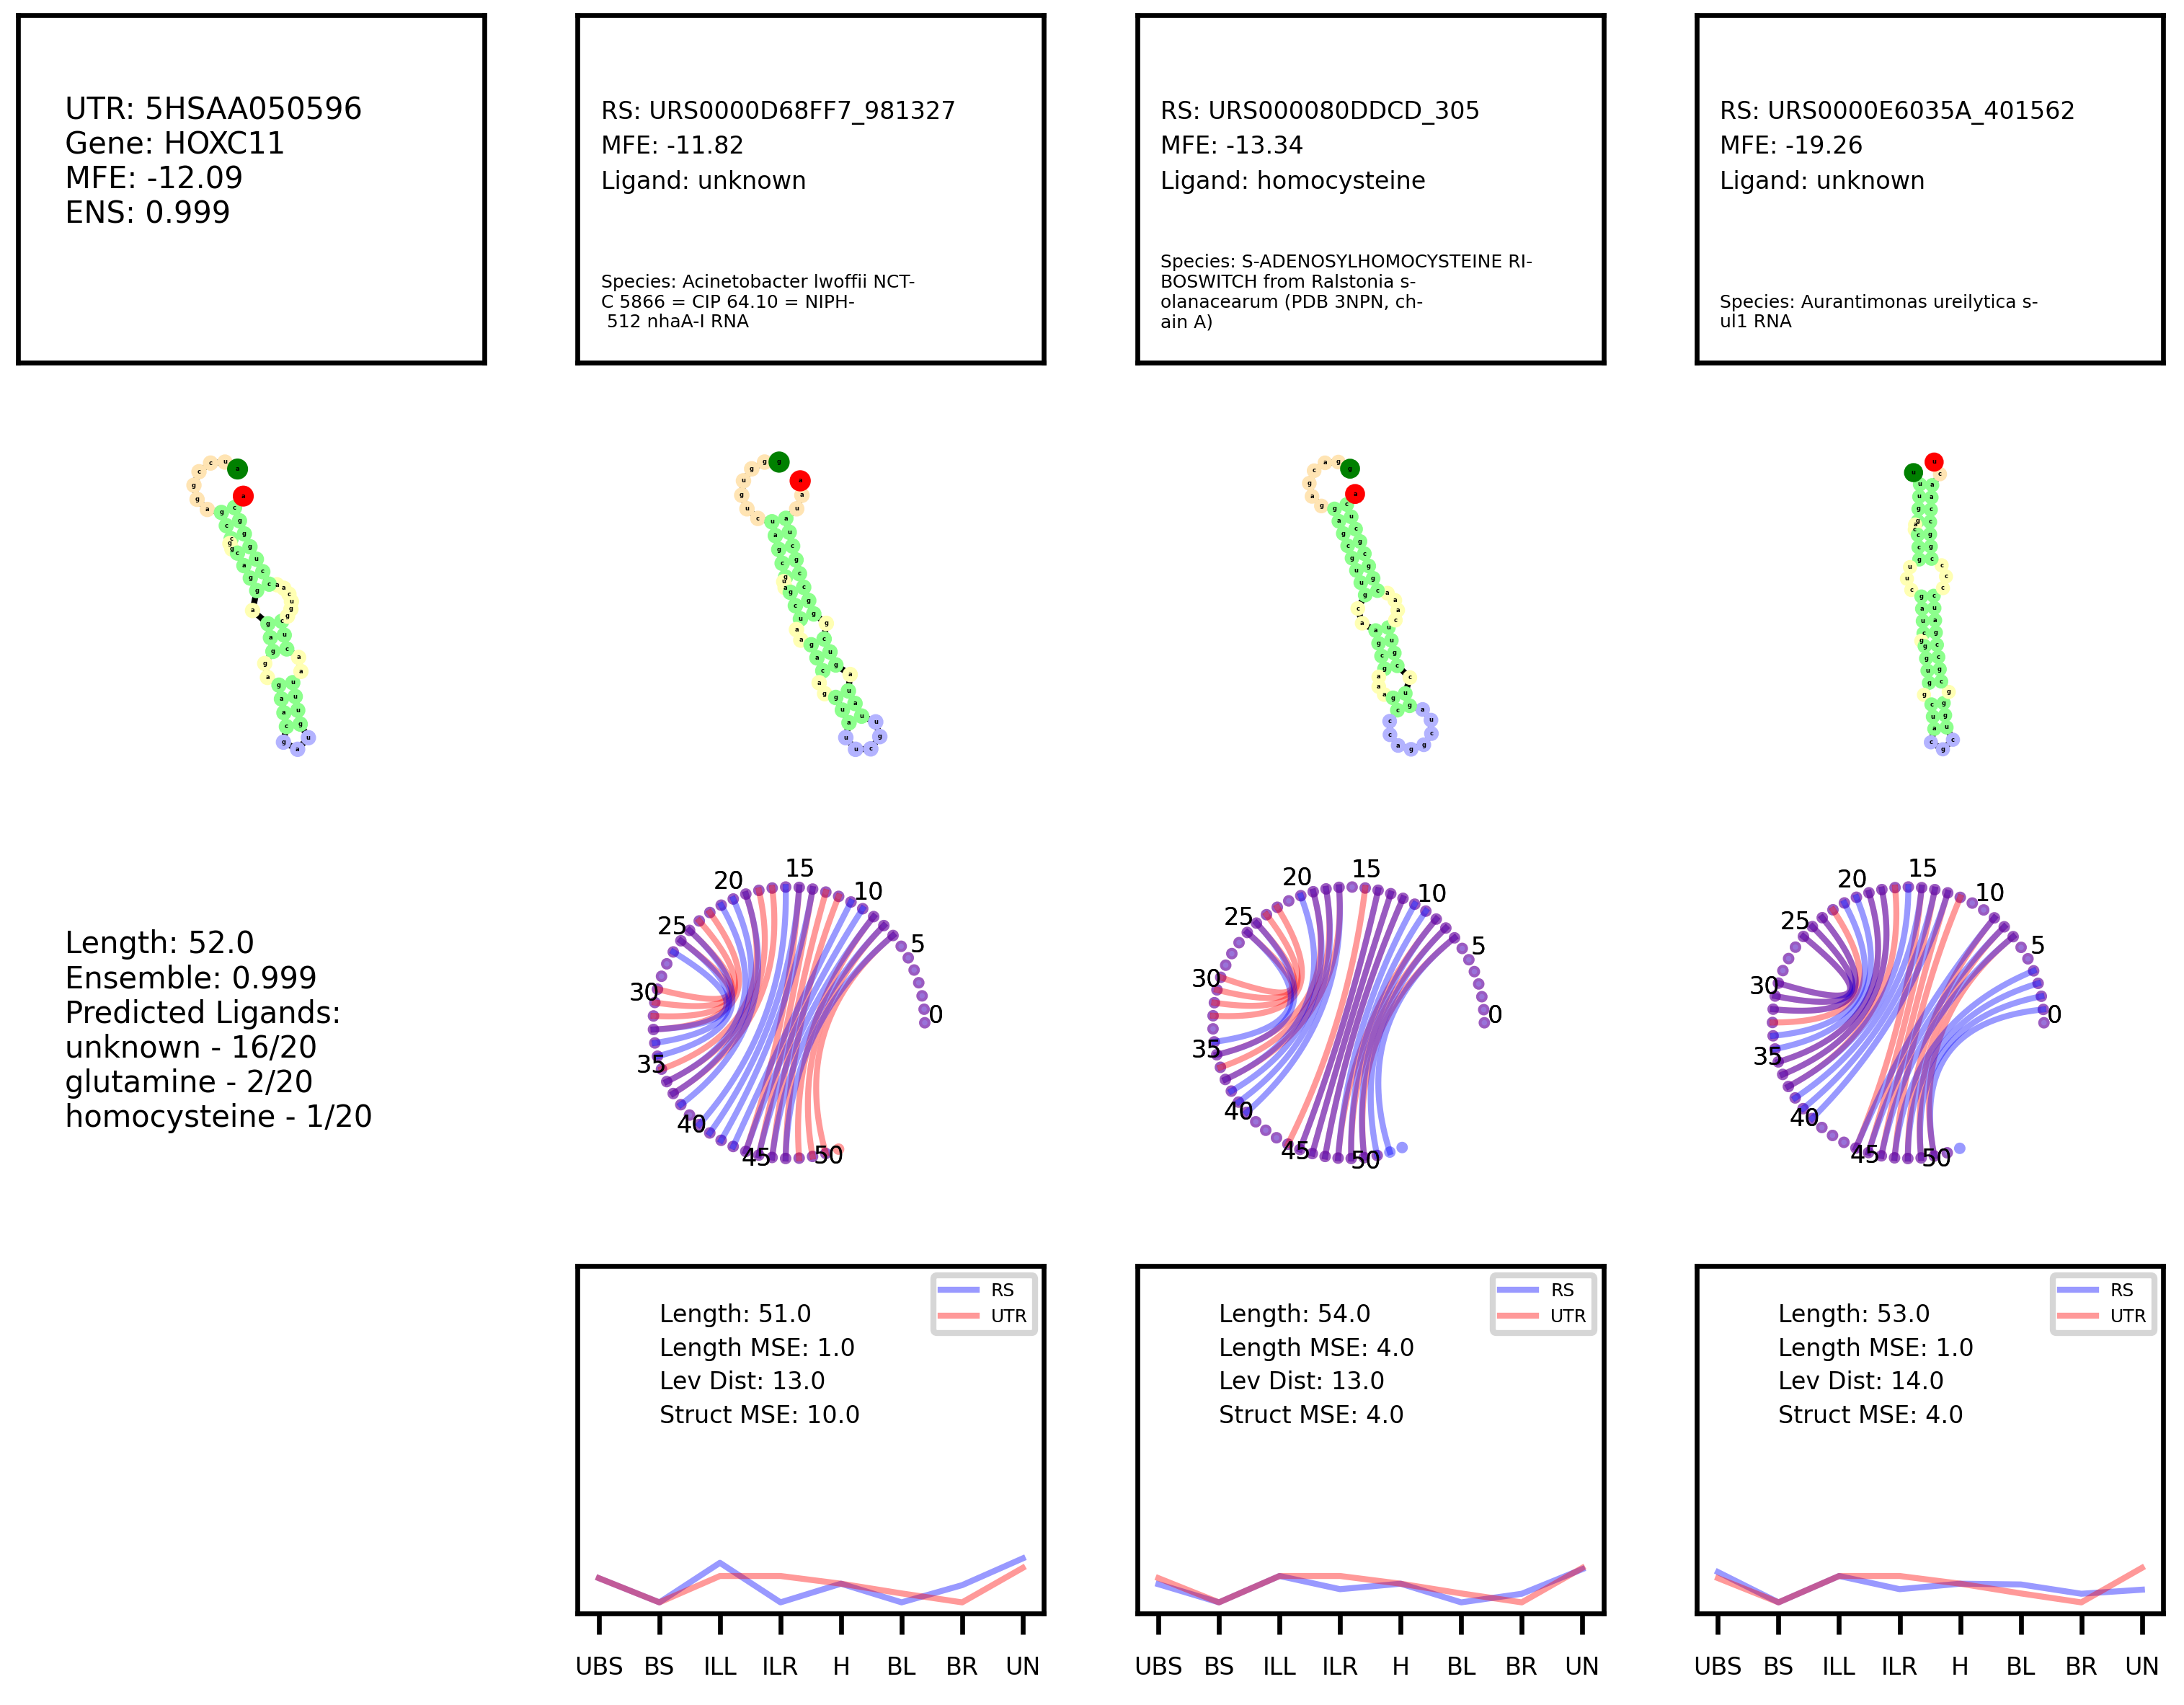 UTR: 5HSAA050596
Gene: HOXC11
MFE: -12.09
ENS: 0.999
RS: URS0000D68FF7_981327
MFE: -11.82
Ligand: unknown
Species: Acinetobacter lwoffii NCT-
C 5866 = CIP 64.10 = NIPH-
512 nhaA-I RNA
RS: URS000080DDCD_305
MFE: -13.34
Ligand: homocysteine
Species: S-ADENOSYLHOMOCYSTEINE RI-
BOSWITCH from Ralstonia s-
olanacearum (PDB 3NPN, ch-
ain A)
RS: URS0000E6035A_401562
MFE: -19.26
Ligand: unknown
Species: Aurantimonas ureilytica s-
ul1 RNA
Length: 52.0
Ensemble: 0.999
Predicted Ligands:
unknown - 16/20
glutamine - 2/20
homocysteine - 1/20
0
5
10
15
20
25
30
35
40
45
50
0
5
10
15
20
25
30
35
40
45
50
0
5
10
15
20
25
30
35
40
45
50
RS
UTR
Length: 51.0
Length MSE: 1.0
Lev Dist: 13.0
Struct MSE: 10.0
UBS BS ILL ILR H BL BR UN
RS
UTR
Length: 54.0
Length MSE: 4.0
Lev Dist: 13.0
Struct MSE: 4.0
UBS BS ILL ILR H BL BR UN
RS
UTR
Length: 53.0
Length MSE: 1.0
Lev Dist: 14.0
Struct MSE: 4.0
UBS BS ILL ILR H BL BR UN